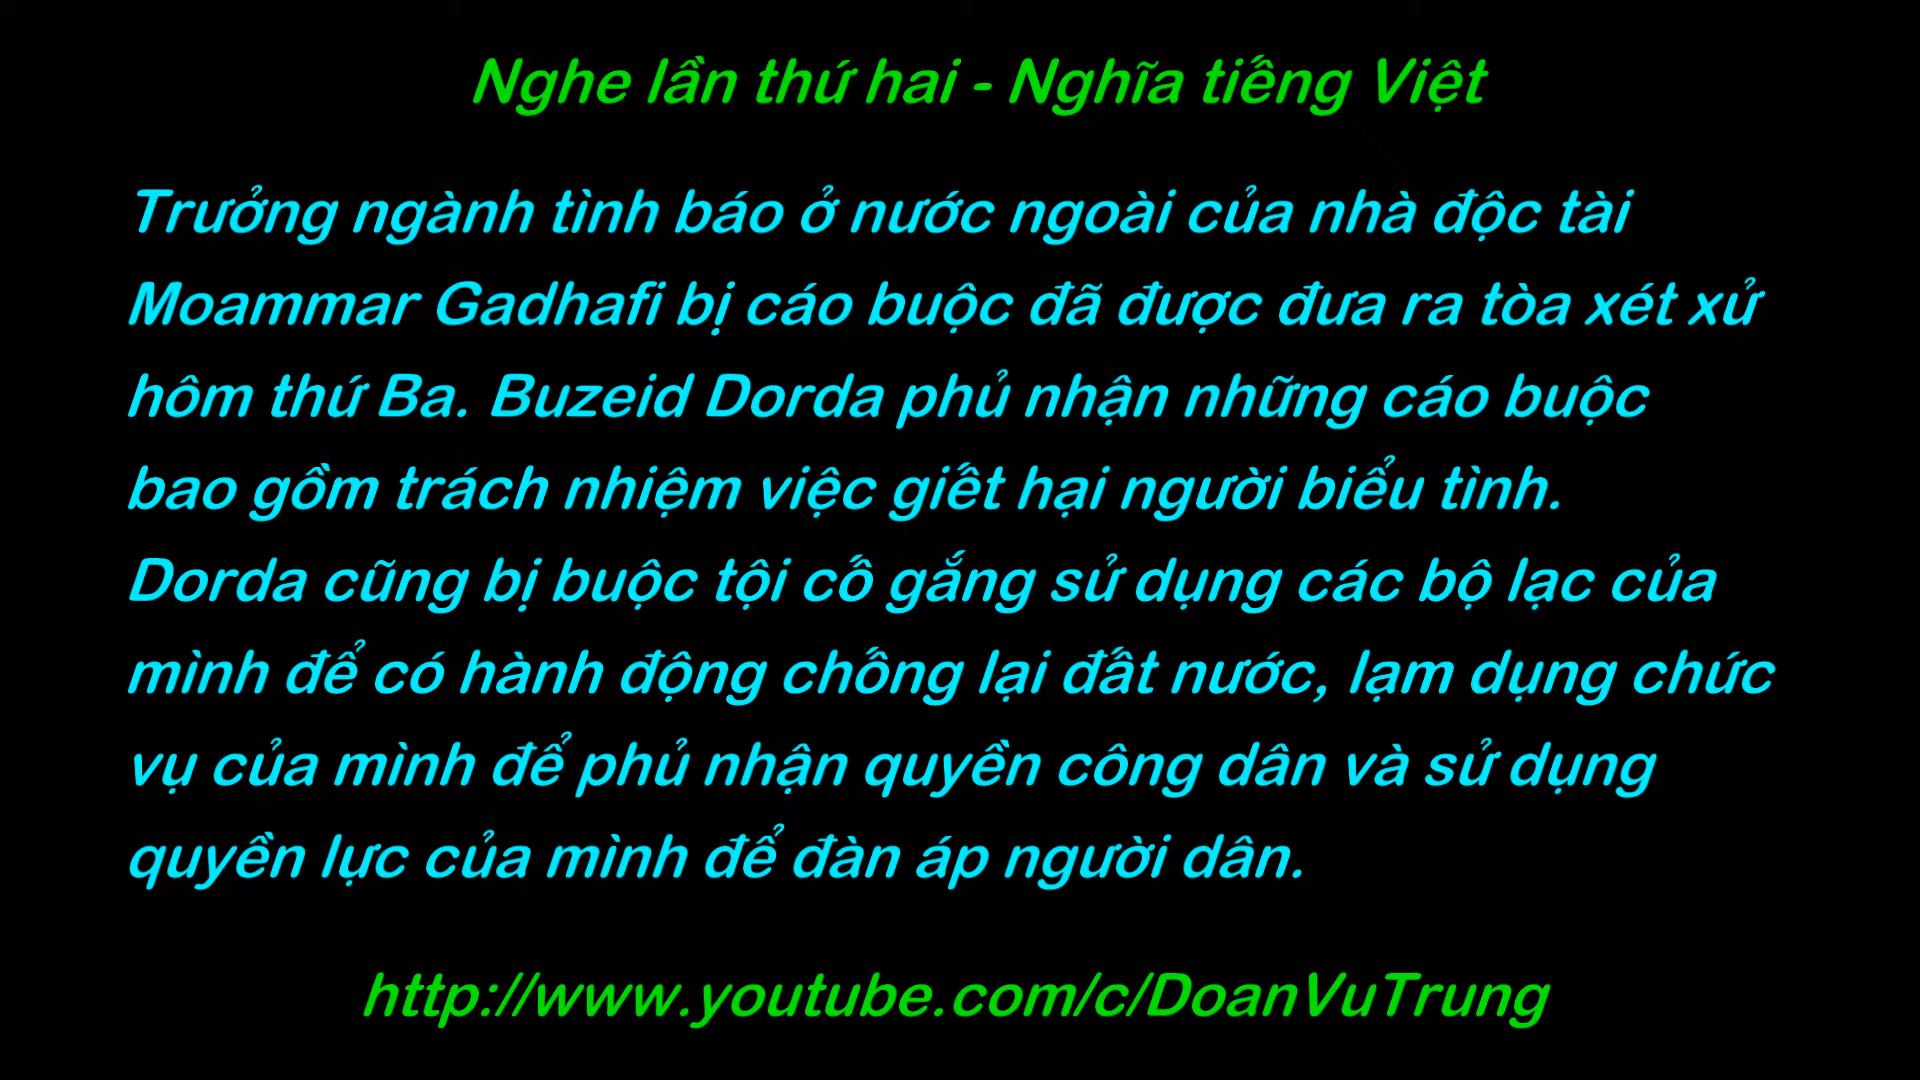 Nghe lần thứ hai - Nghĩa tiếng Việt
Trưởng ngành tình báo ở nước ngoài của nhà độc tài
Moammar Gadhafi bị cáo buộc đã được đưa ra tòa xét xử
hôm thứ Ba. Buzeid Dorda phủ nhận những cáo buộc
bao gồm trách nhiệm việc giết hại người biểu tình.
Dorda cũng bị buộc tội cố gắng sử dụng các bộ lạc của
mình để có hành động chống lại đất nước, lạm dụng chức
vụ của mình để phủ nhận quyền công dân và sử dụng
quyền lực của mình để đàn áp người dân.
http://www.youtube.com/c/DoanVuTrung